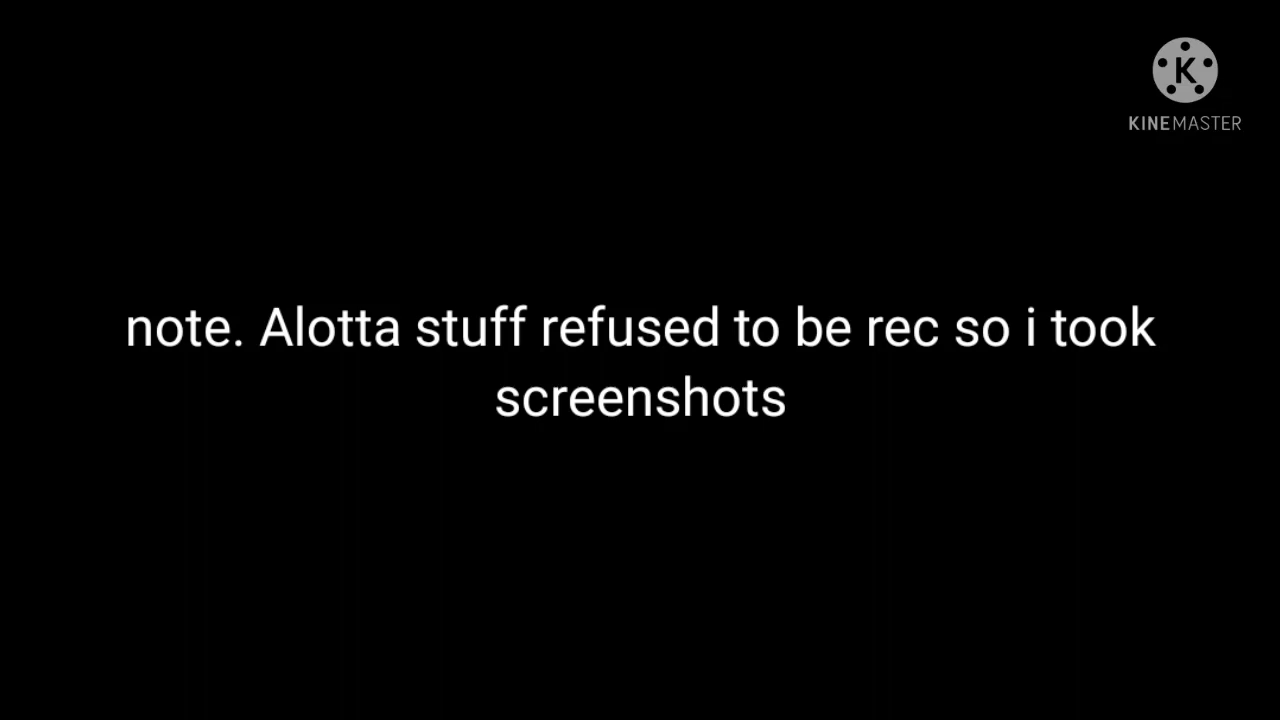 K
KINEMASTER
note. Alotta stuff refused to be rec so i took
screenshots